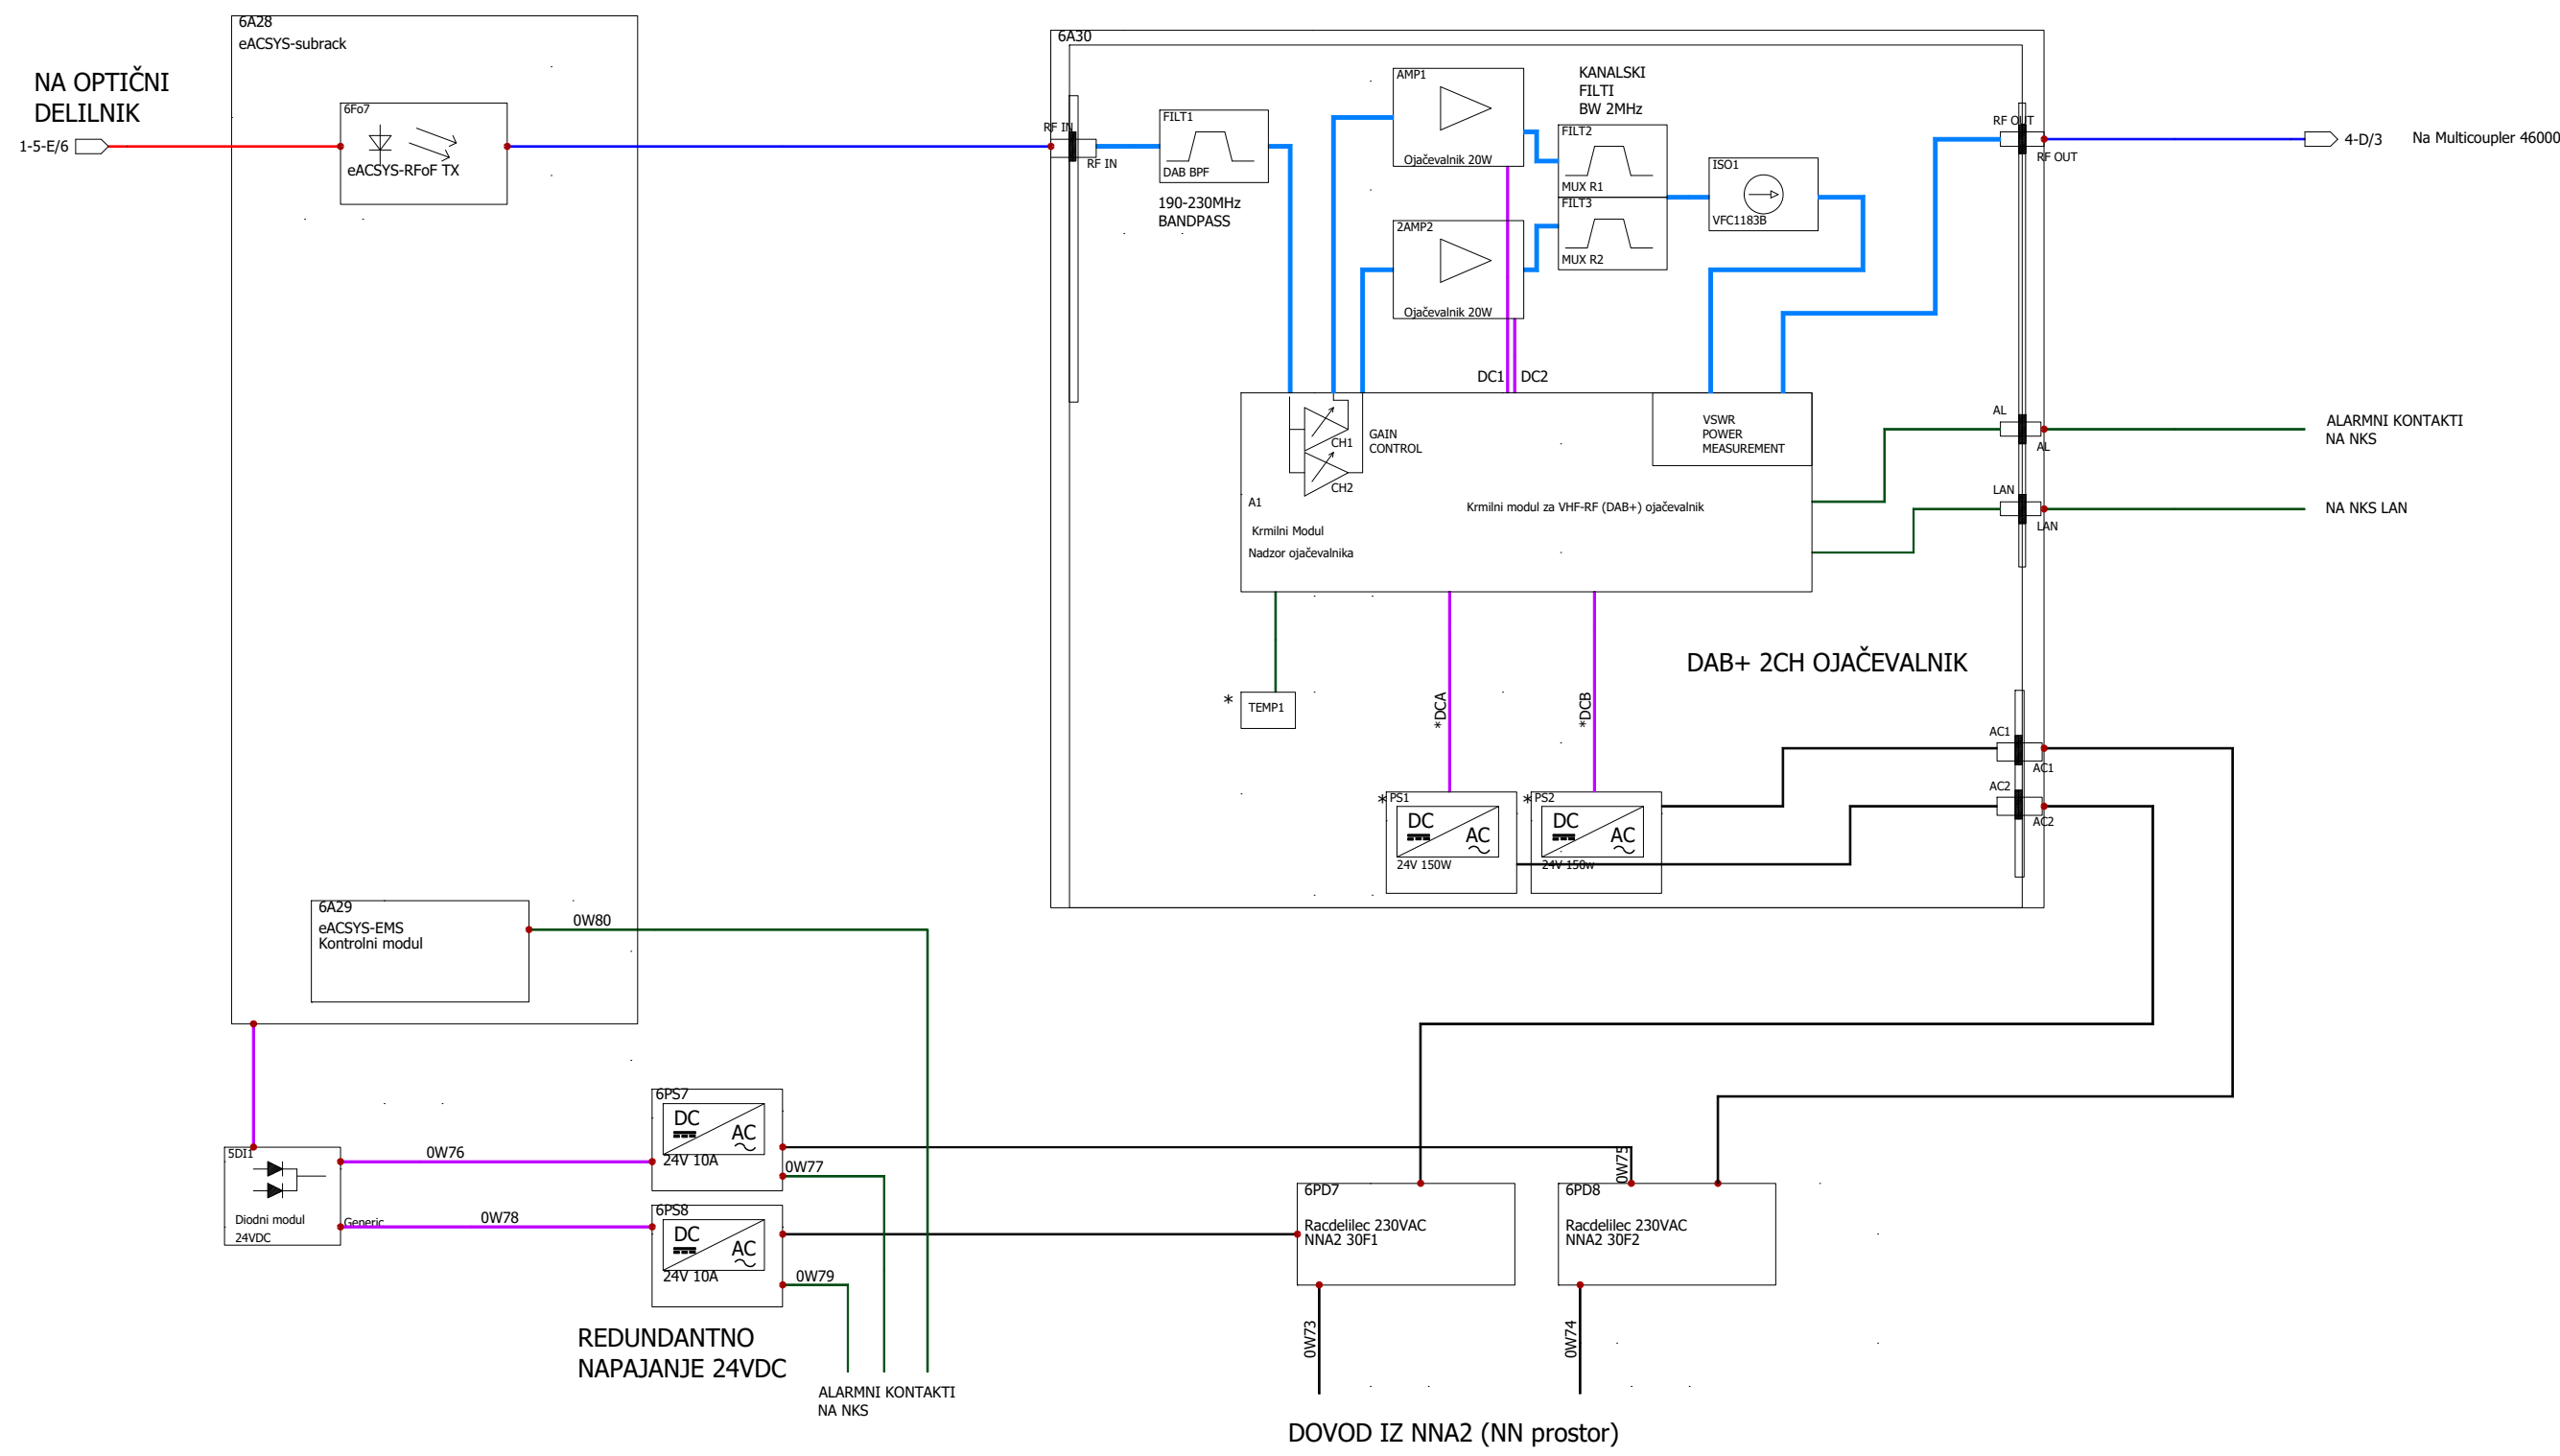 6A28
eACSYS-subrack
NA OPTIČNI
DELILNIK
1-5-E/6
6Fo7
eACSYS-RFoF TX
6A30
RF IN
RF IN
FILT1
DAB BPF
190-230MHz
BANDPASS
AMP1
Ojačevalnik 20W
2AMP2
Ojačevalnik 20W
KANALSKI
FILTI
BW 2MHz
FILT2
MUX R1
FILT3
MUX R2
ISO1
VFC1183B
RF OUT
RF OUT
4-D/3
Na Multicoupler 46000
DC1
DC2
CH1
CH2
GAIN
CONTROL
VSWR
POWER
MEASUREMENT
A1
Krmilni Modul
Nadzor ojačevalnika
Krmilni modul za VHF-RF (DAB+) ojačevalnik
AL
AL
ALARMNI KONTAKTI
NA NKS
LAN
LAN
NA NKS LAN
* TEMP1
*DCA
*DCB
DAB+ 2CH OJAČEVALNIK
AC1
AC1
AC2
AC2
* PS1
DC
AC
24V 150W
* PS2
DC
AC
24V 150w
6A29
eACSYS-EMS
Kontrolni modul
0W80
5DI1
Diodni modul
24VDC
Generic
0W76
0W78
6PS7
DC
AC
24V 10A
0W77
6PS8
DC
AC
24V 10A
0W79
REDUNDANTNO
NAPAJANJE 24VDC
ALARMNI KONTAKTI
NA NKS
0W75
6PD7
Racdelilec 230VAC
NNA2 30F1
6PD8
Racdelilec 230VAC
NNA2 30F2
0W73
0W74
DOVOD IZ NNA2 (NN prostor)